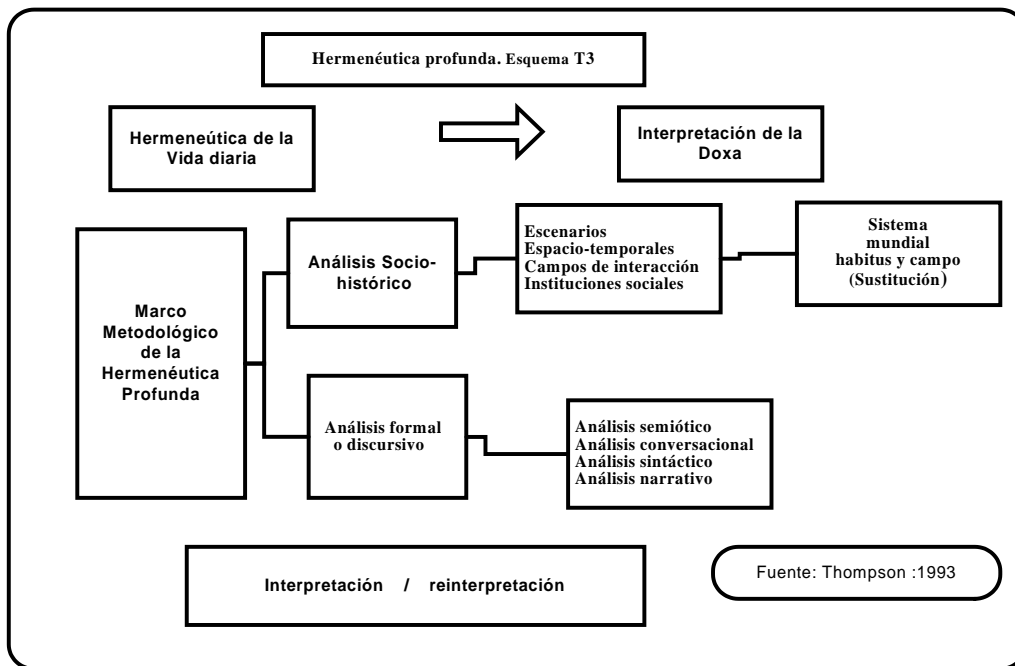 Hermenéutica profunda. Esquema T3
Hermeneútica de la
Vida diaria
Interpretación de la
Doxa
Marco
Metodológico
de la
Hermenéutica
Profunda
Análisis Socio-
histórico
Escenarios
Espacio-temporales
Campos de interacción
Instituciones sociales
Sistema
mundial
habitus y campo
(Sustitución)
Análisis formal
o discursivo
Análisis semiótico
Análisis conversacional
Análisis sintáctico
Análisis narrativo
Interpretación / reinterpretación
Fuente: Thompson :1993